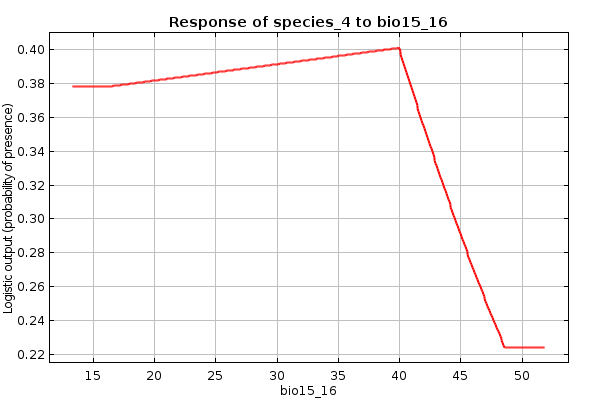 Response of species_4 to bio15_16
Logistic output (probability of presence)
0.40
0.38
0.36
0.34
0.32
0.30
0.28
0.26
0.24
0.22
15 20 25 30 35 40 45 50
bio15_16